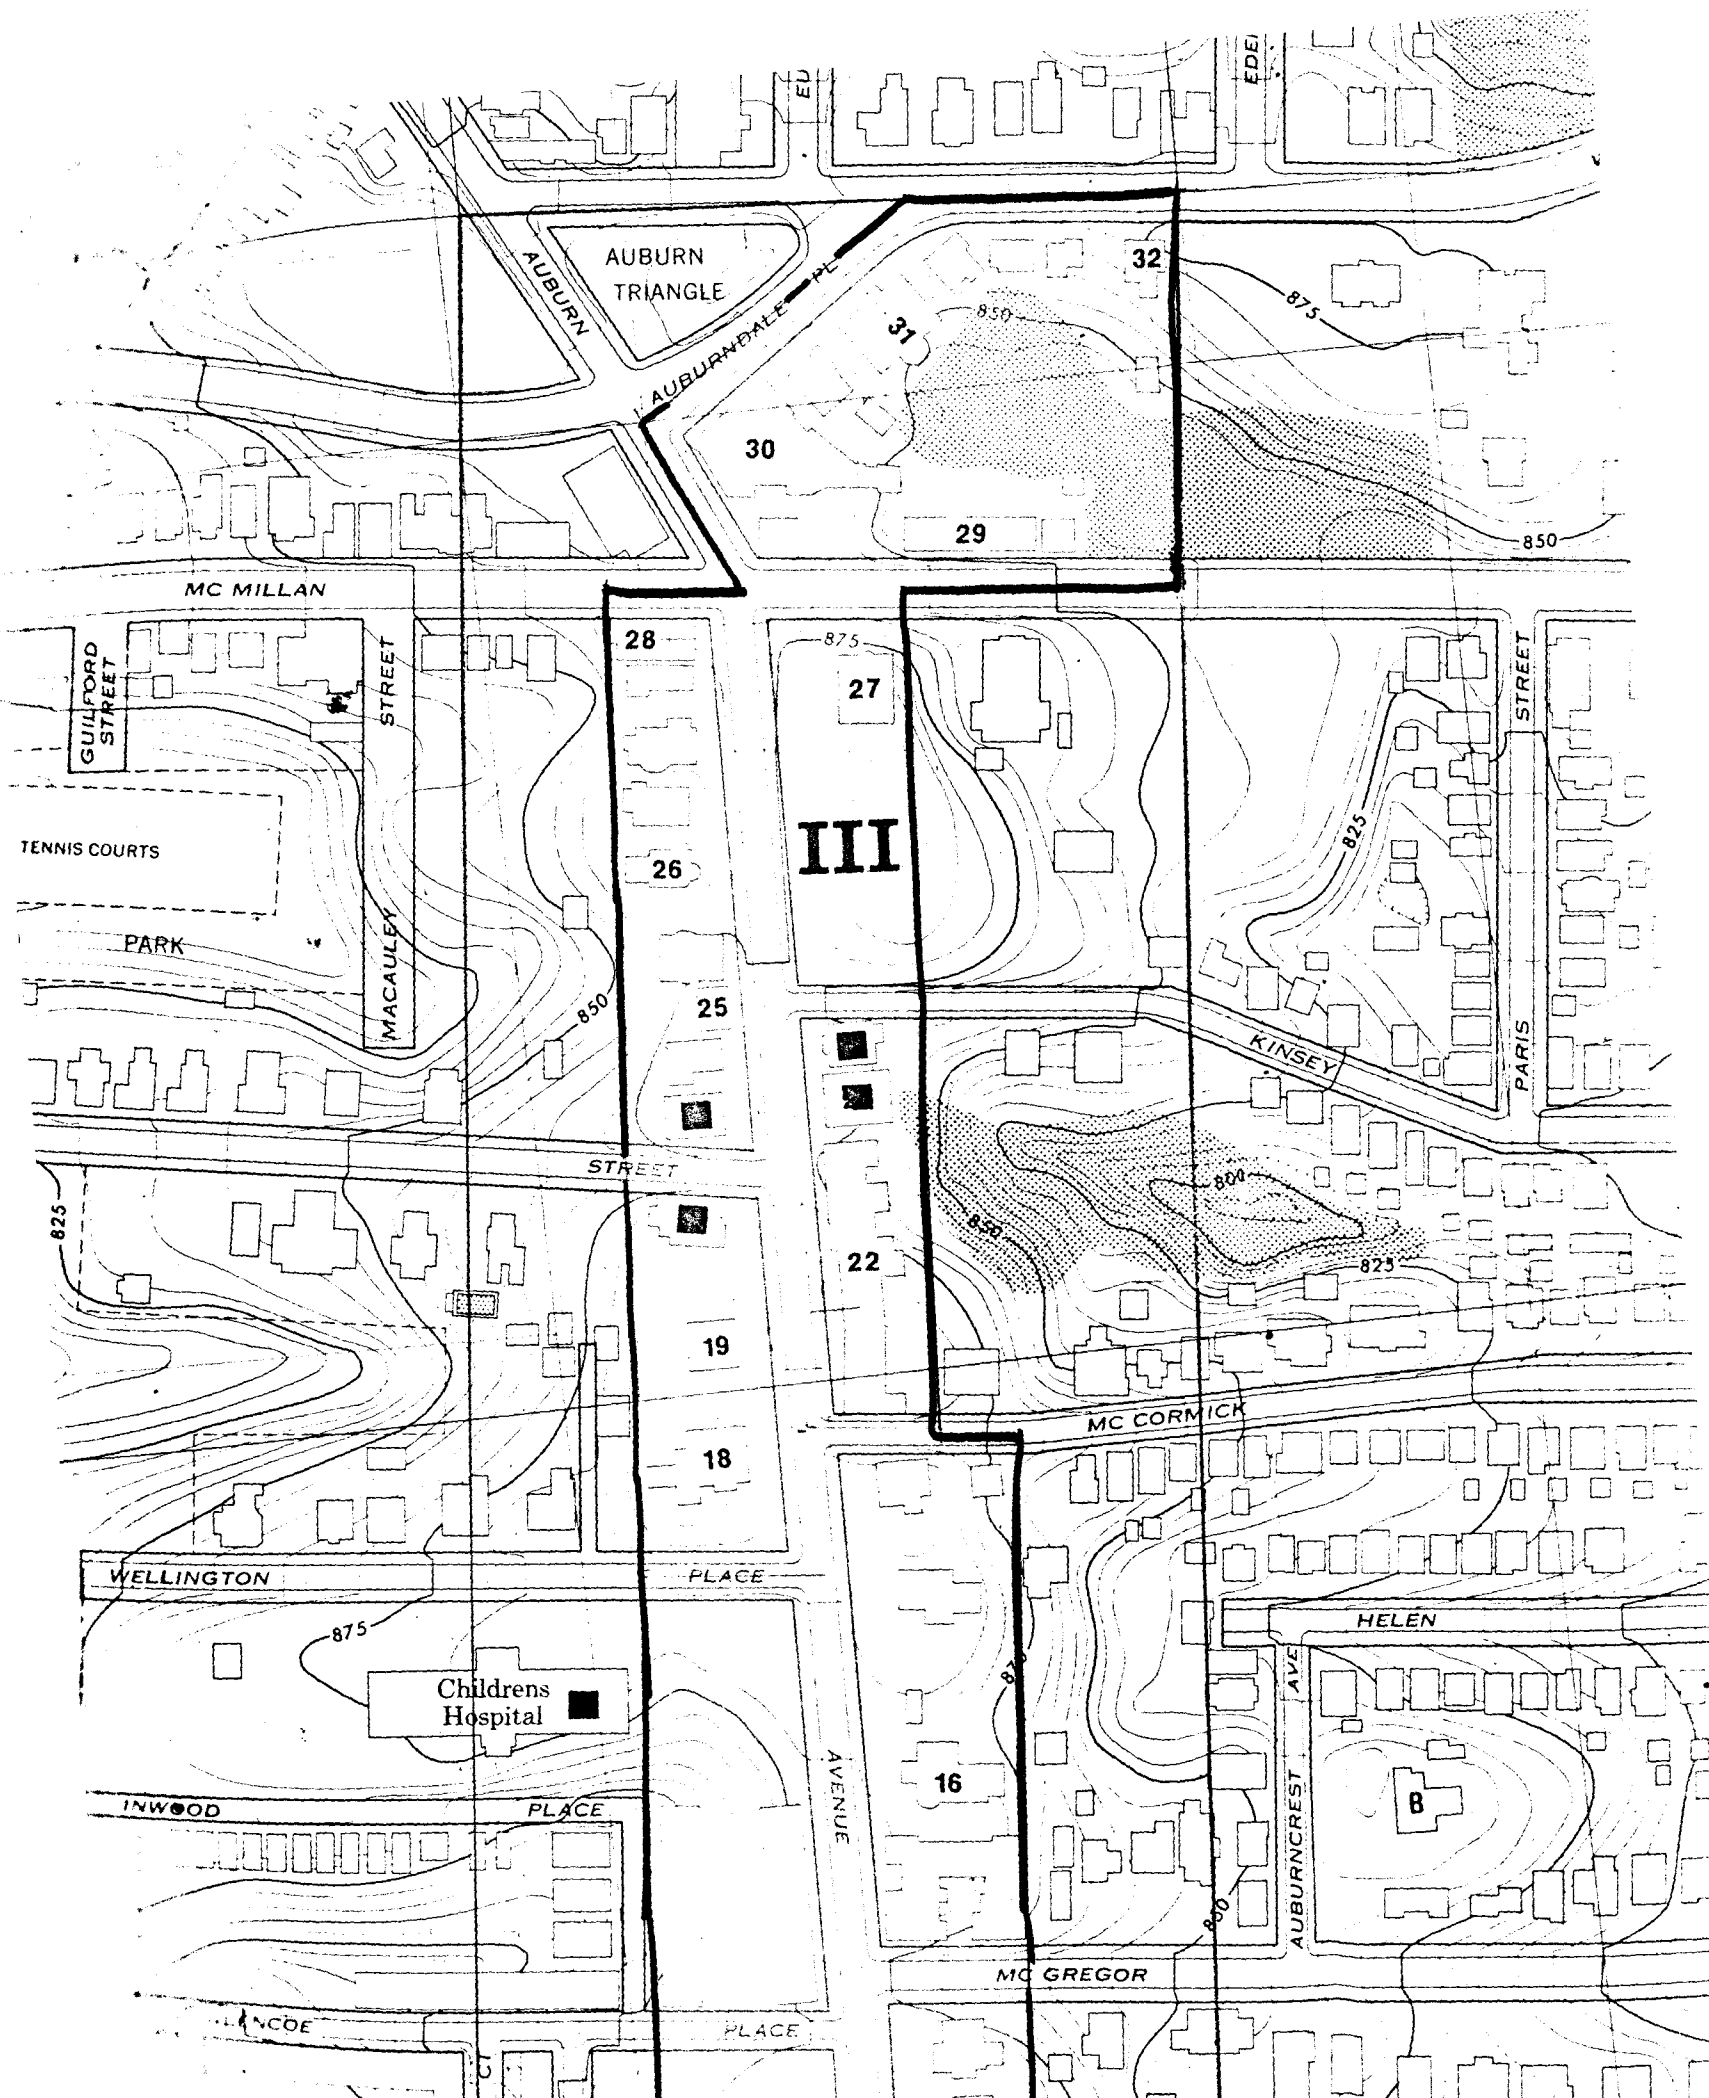 EDEN
AUBURN
TRIANGLE
AUBURN
AUBURNDALE PL
32
875
850
31
30
29
850
MC MILLAN
28
875
27
GUILFORD
STREET
STREET
STREET
III
825
TENNIS COURTS
26
PARK
MACAULEY
850
25
KINSEY
PARIS
STREET
800
825
850
22
825
19
MC CORMICK
18
WELLINGTON
PLACE
HELEN
875
AVE
Childrens
Hospital
AVENUE
16
B
INWOOD
PLACE
AUBURNCREST
850
MC GREGOR
PLACE
CT